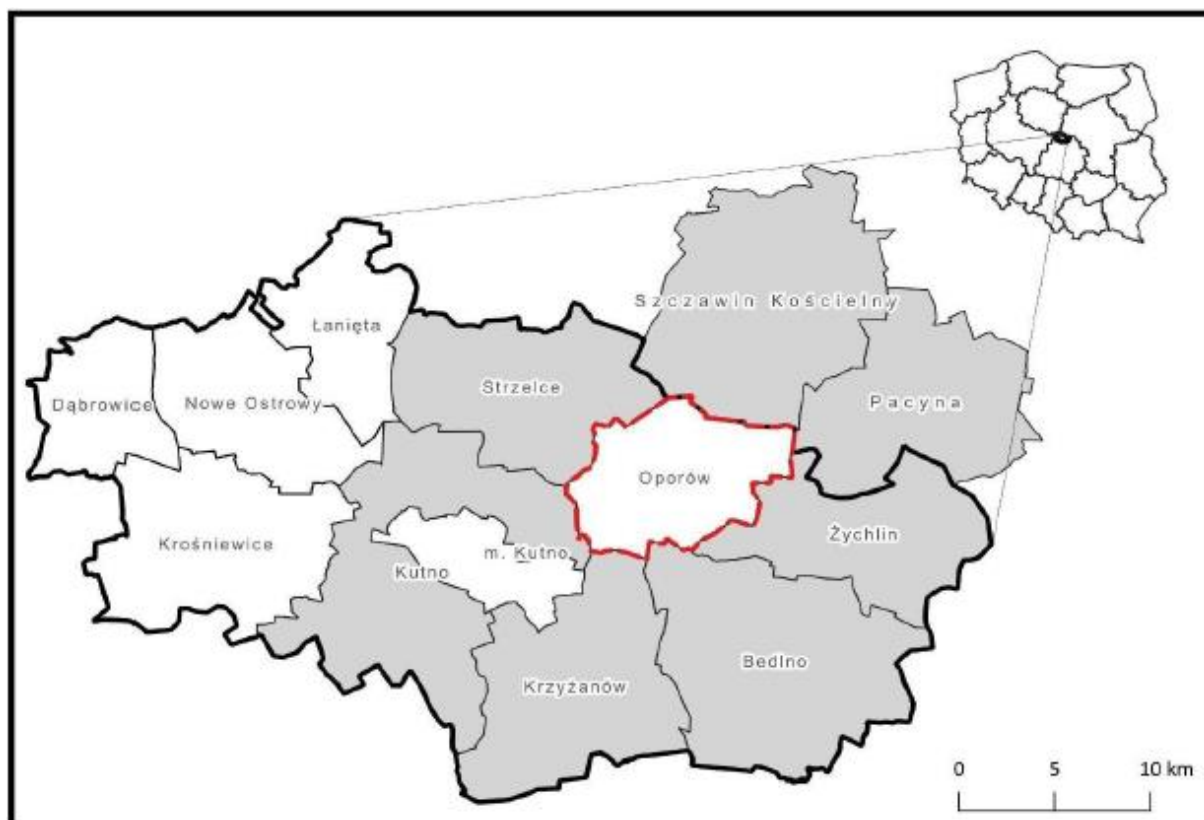 Szczawin Kościelny
Łanięta
Strzelce
Dąbrowice
Nowe Ostrowy
Pacyna
Oporów
Żychlin
Krośniewice
m. Kutno
Kutno
Bedlno
Krzyżanów
0 5 10 km